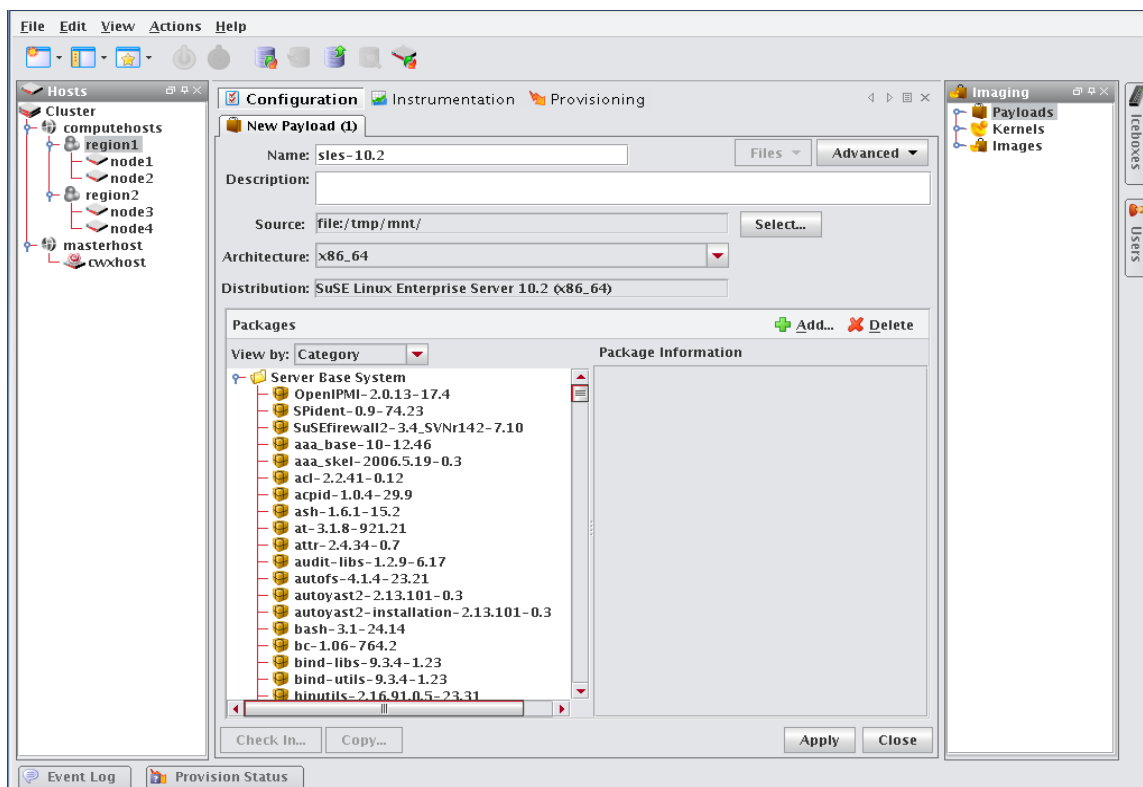 File Edit View Actions Help
Hosts
Cluster
computehosts
region1
node1
node2
region2
node3
node4
masterhost
cwxhost
Configuration Instrumentation Provisioning
New Payload (1)
Name: sles-10.2 Files Advanced
Description:
Source: file:/tmp/mnt/ Select...
Architecture: x86_64
Distribution: SuSE Linux Enterprise Server 10.2 (x86_64)
Packages Add... Delete
View by: Category Package Information
Server Base System
OpenIPMI-2.0.13-17.4
SPident-0.9-74.23
SuSEfirewall2-3.4_SVNr142-7.10
aaa_base-10-12.46
aaa_skel-2006.5.19-0.3
acl-2.2.41-0.12
acpid-1.0.4-29.9
ash-1.6.1-15.2
at-3.1.8-921.21
attr-2.4.34-0.7
audit-libs-1.2.9-6.17
autofs-4.1.4-23.21
autoyast2-2.13.101-0.3
autoyast2-installation-2.13.101-0.3
bash-3.1-24.14
bc-1.06-764.2
bind-libs-9.3.4-1.23
bind-utils-9.3.4-1.23
binutils-2.16.91.0.5-23.31
Check In... Copy... Apply Close
Imaging
Payloads
Kernels
Images
Iceboxes
Users
Event Log Provision Status